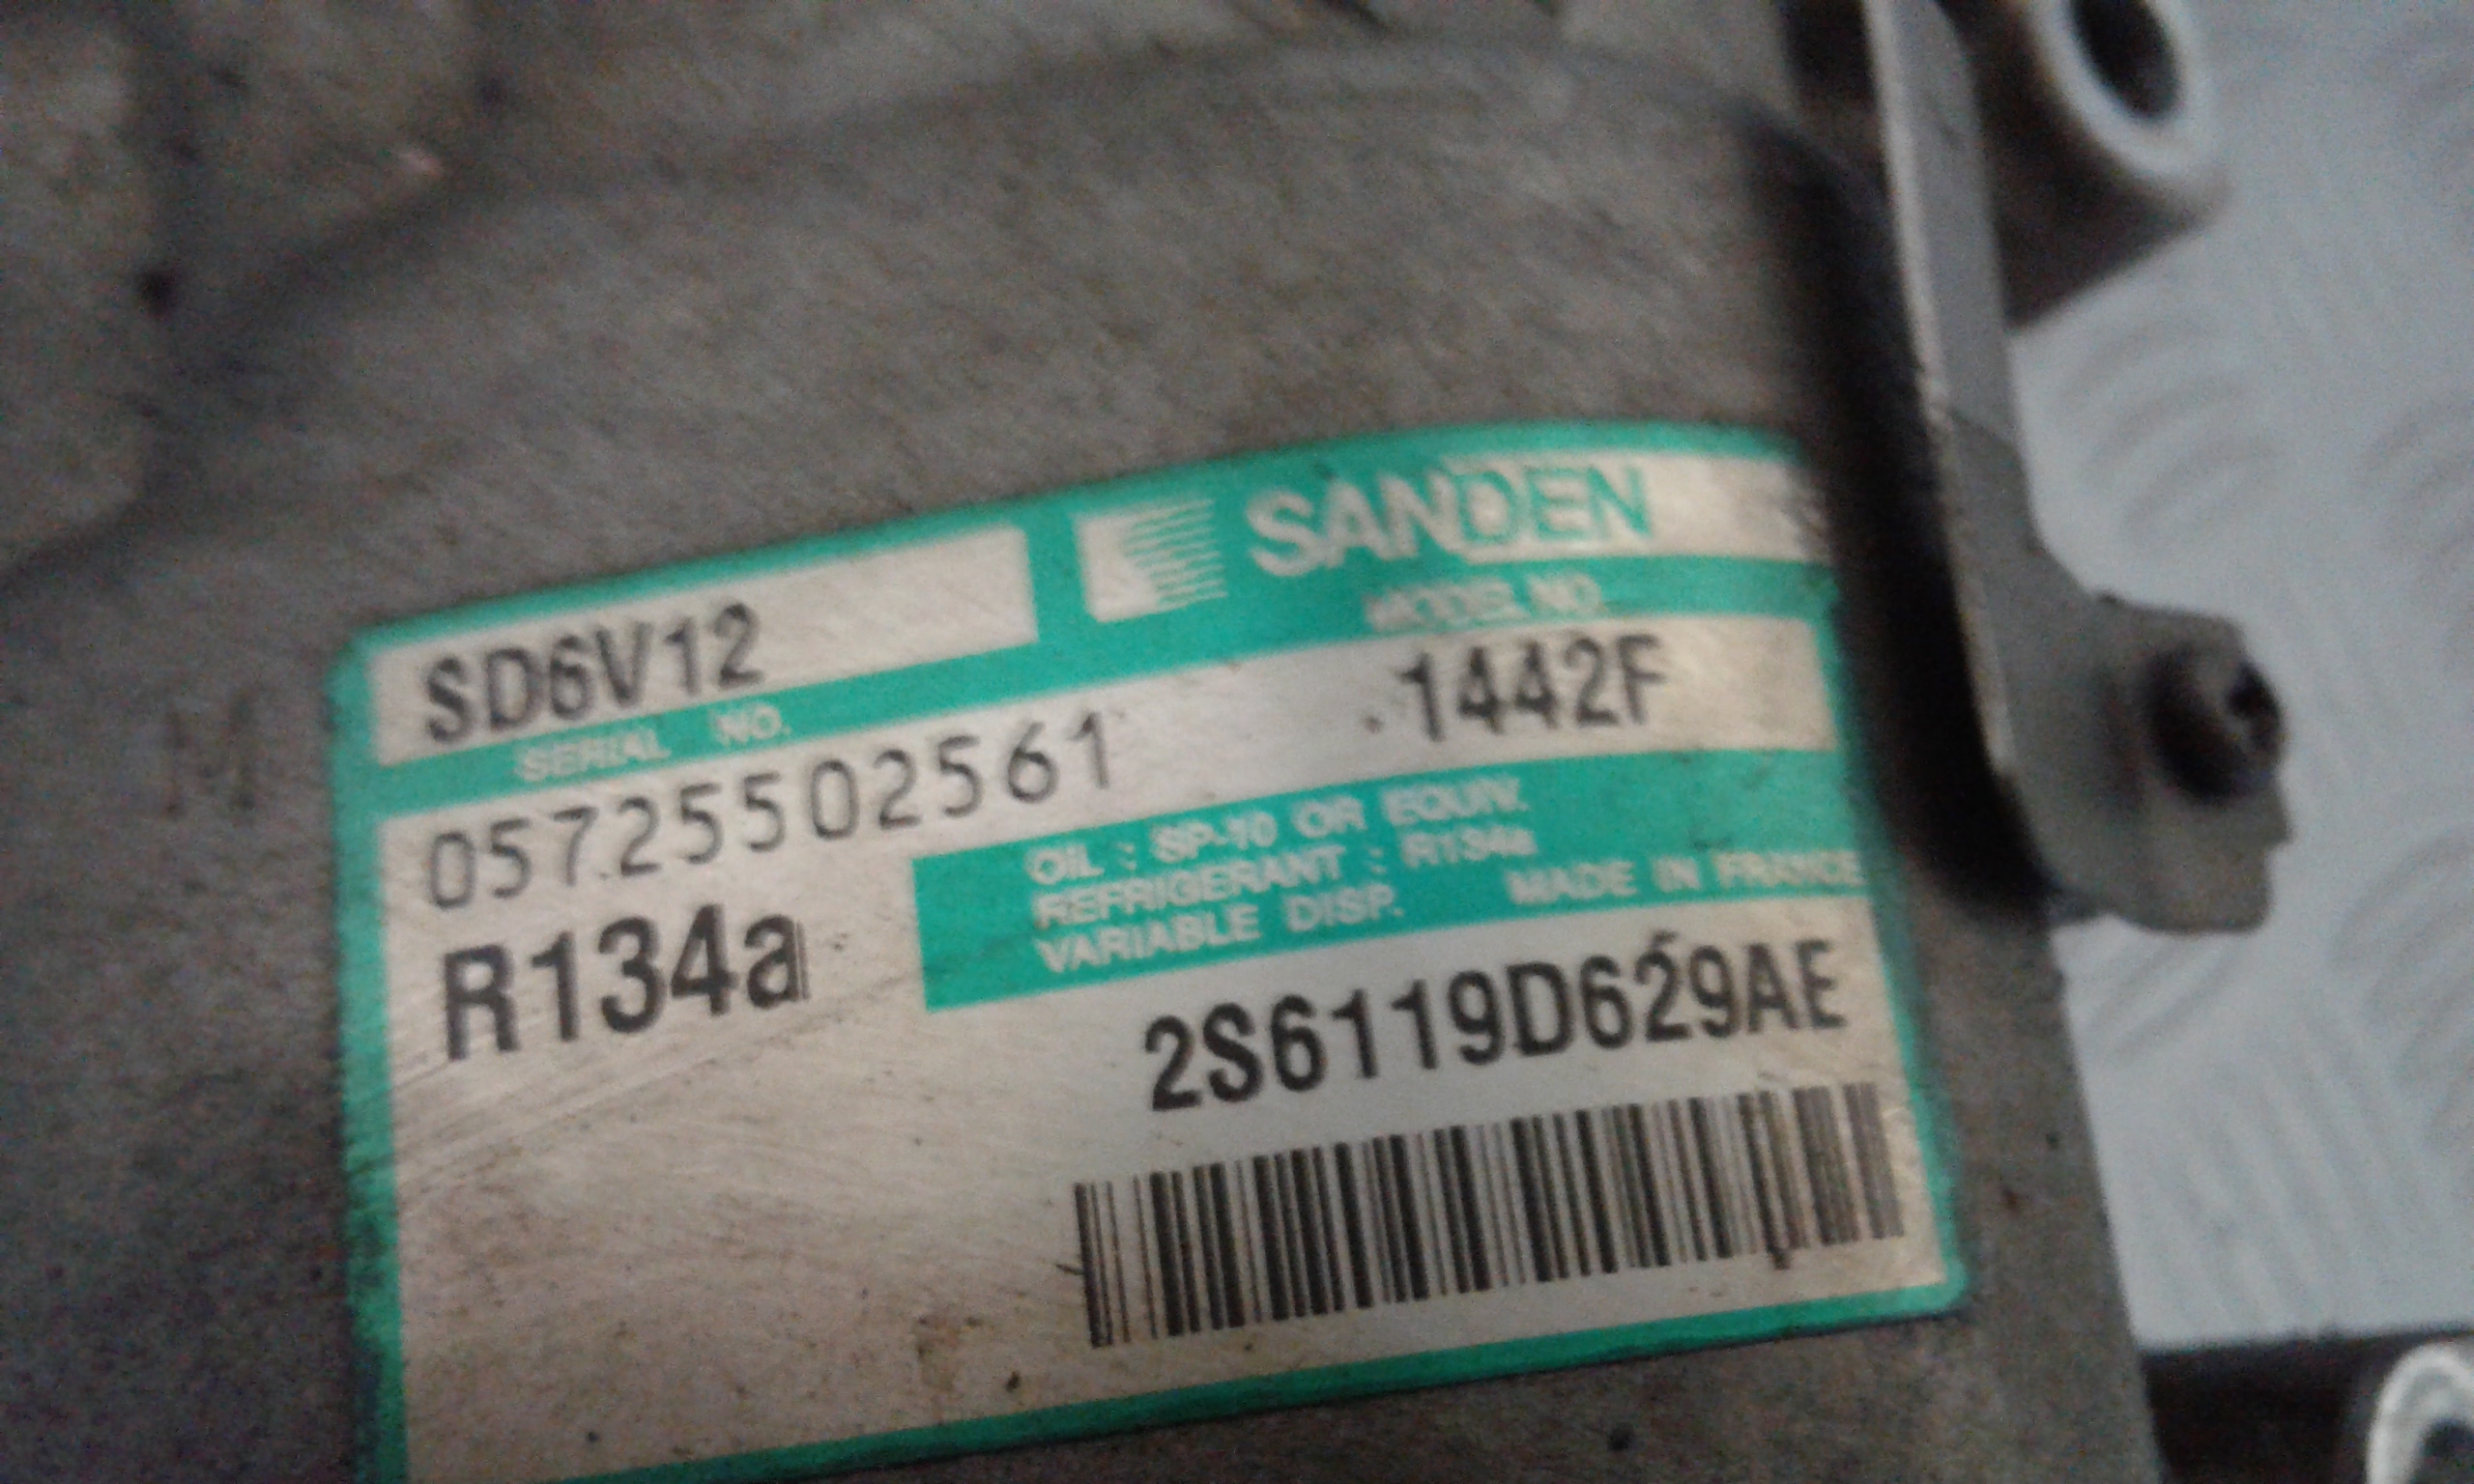 SANDEN
SD6V12
MODEL NO.
SERIAL NO.
1442F
05725502561
OIL : SP-10 OR EQUIV.
REFRIGERANT : R134a
VARIABLE DISP. MADE IN FRANCE
R134a
2S6119D629AE